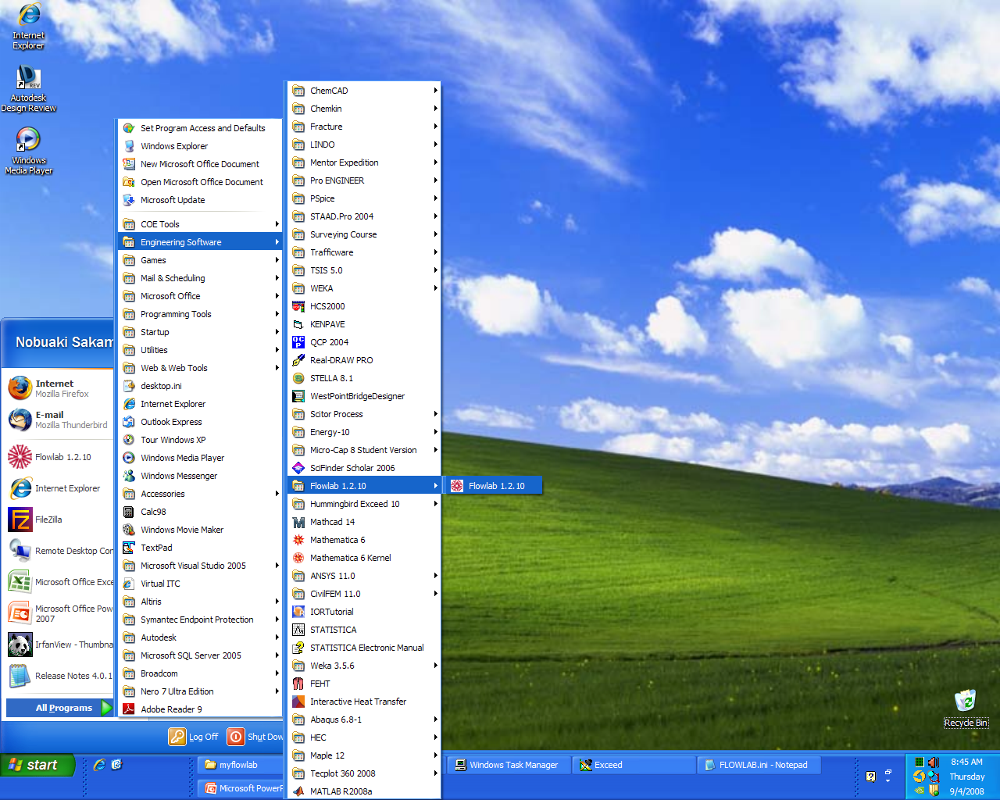 Internet
Explorer
Autodesk
Design Review
Windows
Media Player
Set Program Access and Defaults
Windows Explorer
New Microsoft Office Document
Open Microsoft Office Document
Microsoft Update
COE Tools
Engineering Software
Games
Mail & Scheduling
Microsoft Office
Programming Tools
Startup
Utilities
Web & Web Tools
desktop.ini
Internet Explorer
Outlook Express
Tour Windows XP
Windows Media Player
Windows Messenger
Accessories
Calc98
Windows Movie Maker
TextPad
Microsoft Visual Studio 2005
Virtual ITC
Altiris
Symantec Endpoint Protection
Autodesk
Microsoft SQL Server 2005
Broadcom
Nero 7 Ultra Edition
Adobe Reader 9
ChemCAD
Chemkin
Fracture
LINDO
Mentor Expedition
Pro ENGINEER
PSpice
STAAD.Pro 2004
Surveying Course
Trafficware
TSIS 5.0
WEKA
HCS2000
KENPAVE
QCP 2004
Real-DRAW PRO
STELLA 8.1
WestPointBridgeDesigner
Scitor Process
Energy-10
Micro-Cap 8 Student Version
SciFinder Scholar 2006
Flowlab 1.2.10
Hummingbird Exceed 10
Mathcad 14
Mathematica 6
Mathematica 6 Kernel
ANSYS 11.0
CivilFEM 11.0
IORTutorial
STATISTICA
STATISTICA Electronic Manual
Weka 3.5.6
FEHT
Interactive Heat Transfer
Abaqus 6.8-1
HEC
Maple 12
Tecplot 360 2008
MATLAB R2008a
Flowlab 1.2.10
Nobuaki Sakam
Internet
Mozilla Firefox
E-mail
Mozilla Thunderbird
Flowlab 1.2.10
Internet Explorer
FileZilla
Remote Desktop Con
Microsoft Office Exce
Microsoft Office Pow
2007
IrfanView - Thumbna
Release Notes 4.0.1
All Programs
Log Off
Shut Dow
Recycle Bin
start
myflowlab
Microsoft PowerP
Windows Task Manager
Exceed
FLOWLAB.ini - Notepad
8:45 AM
Thursday
9/4/2008